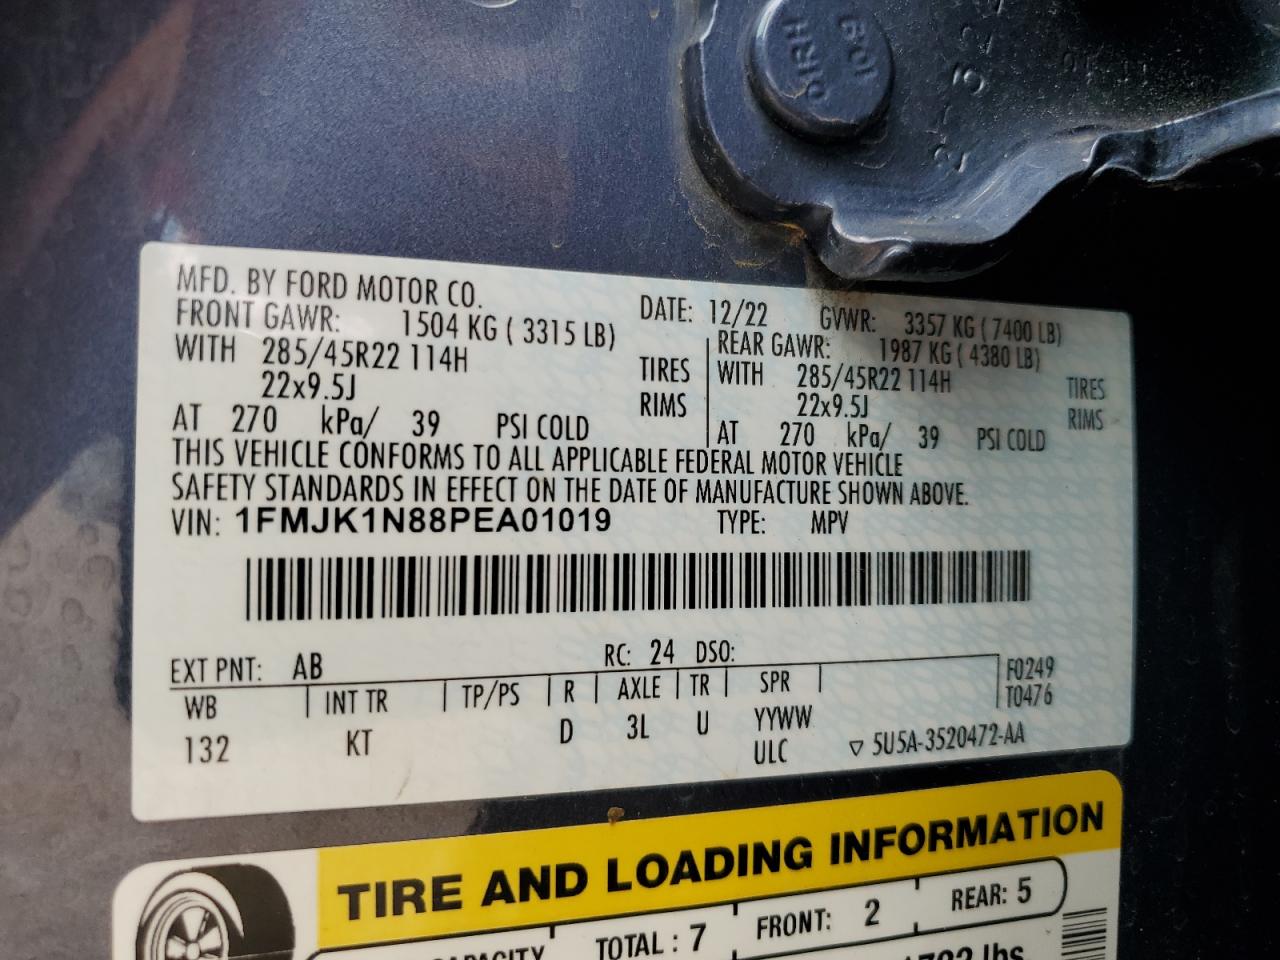 MFD. BY FORD MOTOR CO.
DATE: 12/22 GVWR: 3357 KG ( 7400 LB)
FRONT GAWR: 1504 KG ( 3315 LB)
WITH 285/45R22 114H TIRES
22x9.5J RIMS
AT 270 kPa/ 39 PSI COLD
REAR GAWR: 1987 KG ( 4380 LB)
WITH 285/45R22 114H TIRES
22x9.5J RIMS
AT 270 kPa/ 39 PSI COLD
THIS VEHICLE CONFORMS TO ALL APPLICABLE FEDERAL MOTOR VEHICLE
SAFETY STANDARDS IN EFFECT ON THE DATE OF MANUFACTURE SHOWN ABOVE.
VIN: 1FMJK1N88PEA01019 TYPE: MPV
EXT PNT: AB RC: 24 DSO:
WB INT TR TP/PS R AXLE TR SPR
F0249
T0476
132 KT D 3L U YYWW
ULC ▽ 5U5A-3520472-AA
TIRE AND LOADING INFORMATION
TOTAL : 7 FRONT: 2 REAR: 5